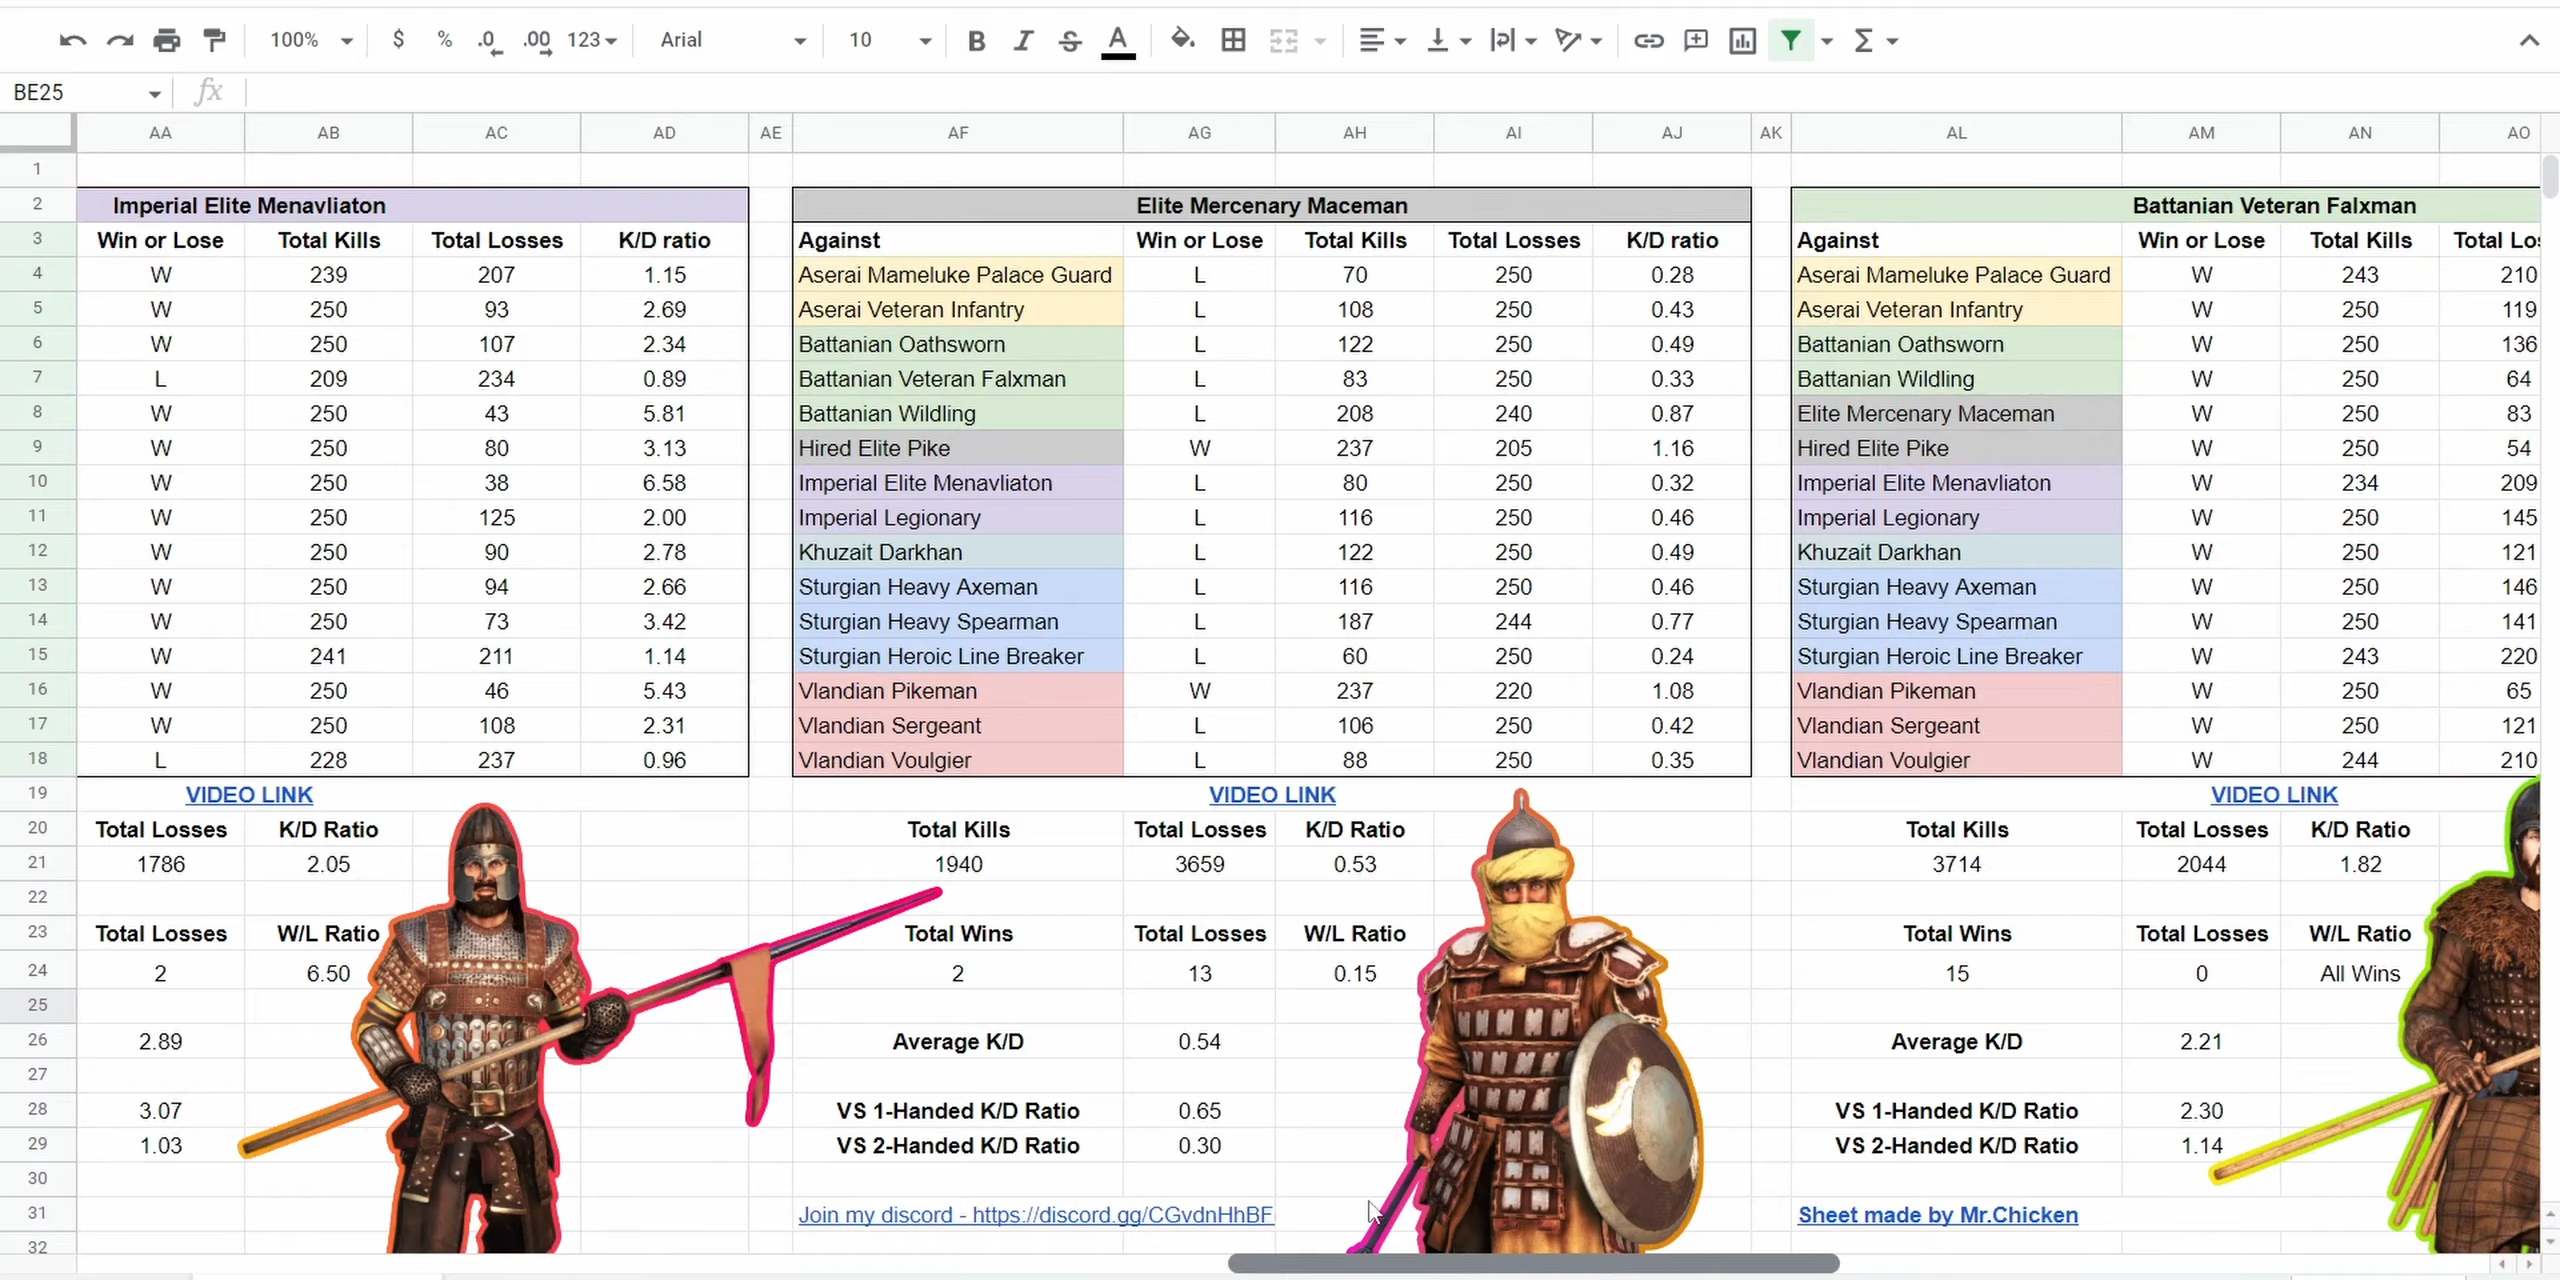 100% $ % .0 .00 123 Arial 10 B I S A
BE25 fx
AA AB AC AD AE AF AG AH AI AJ AK AL AM AN AO
1
2 Imperial Elite Menavliaton Elite Mercenary Maceman Battanian Veteran Falxman
3 Win or Lose Total Kills Total Losses K/D ratio Against Win or Lose Total Kills Total Losses K/D ratio Against Win or Lose Total Kills Total Los
4 W 239 207 1.15 Aserai Mameluke Palace Guard L 70 250 0.28 Aserai Mameluke Palace Guard W 243 210
5 W 250 93 2.69 Aserai Veteran Infantry L 108 250 0.43 Aserai Veteran Infantry W 250 119
6 W 250 107 2.34 Battanian Oathsworn L 122 250 0.49 Battanian Oathsworn W 250 136
7 L 209 234 0.89 Battanian Veteran Falxman L 83 250 0.33 Battanian Wildling W 250 64
8 W 250 43 5.81 Battanian Wildling L 208 240 0.87 Elite Mercenary Maceman W 250 83
9 W 250 80 3.13 Hired Elite Pike W 237 205 1.16 Hired Elite Pike W 250 54
10 W 250 38 6.58 Imperial Elite Menavliaton L 80 250 0.32 Imperial Elite Menavliaton W 234 209
11 W 250 125 2.00 Imperial Legionary L 116 250 0.46 Imperial Legionary W 250 145
12 W 250 90 2.78 Khuzait Darkhan L 122 250 0.49 Khuzait Darkhan W 250 121
13 W 250 94 2.66 Sturgian Heavy Axeman L 116 250 0.46 Sturgian Heavy Axeman W 250 146
14 W 250 73 3.42 Sturgian Heavy Spearman L 187 244 0.77 Sturgian Heavy Spearman W 250 141
15 W 241 211 1.14 Sturgian Heroic Line Breaker L 60 250 0.24 Sturgian Heroic Line Breaker W 243 220
16 W 250 46 5.43 Vlandian Pikeman W 237 220 1.08 Vlandian Pikeman W 250 65
17 W 250 108 2.31 Vlandian Sergeant L 106 250 0.42 Vlandian Sergeant W 250 121
18 L 228 237 0.96 Vlandian Voulgier L 88 250 0.35 Vlandian Voulgier W 244 210
19 VIDEO LINK VIDEO LINK VIDEO LINK
20 Total Losses K/D Ratio Total Kills Total Losses K/D Ratio Total Kills Total Losses K/D Ratio
21 1786 2.05 1940 3659 0.53 3714 2044 1.82
22
23 Total Losses W/L Ratio Total Wins Total Losses W/L Ratio Total Wins Total Losses W/L Ratio
24 2 6.50 2 13 0.15 15 0 All Wins
25
26 2.89 Average K/D 0.54 Average K/D 2.21
27
28 3.07 VS 1-Handed K/D Ratio 0.65 VS 1-Handed K/D Ratio 2.30
29 1.03 VS 2-Handed K/D Ratio 0.30 VS 2-Handed K/D Ratio 1.14
30
31 Join my discord - https://discord.gg/CGvdnHhBF Sheet made by Mr.Chicken
32